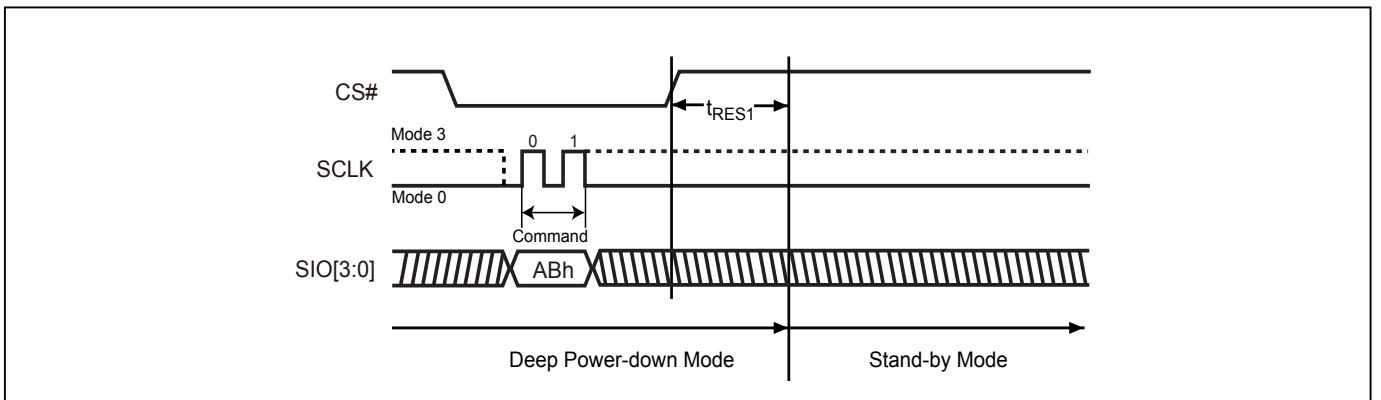 CS#
tRES1
Mode 3
0 1
SCLK
Mode 0
Command
SIO[3:0]
ABh
Deep Power-down Mode
Stand-by Mode